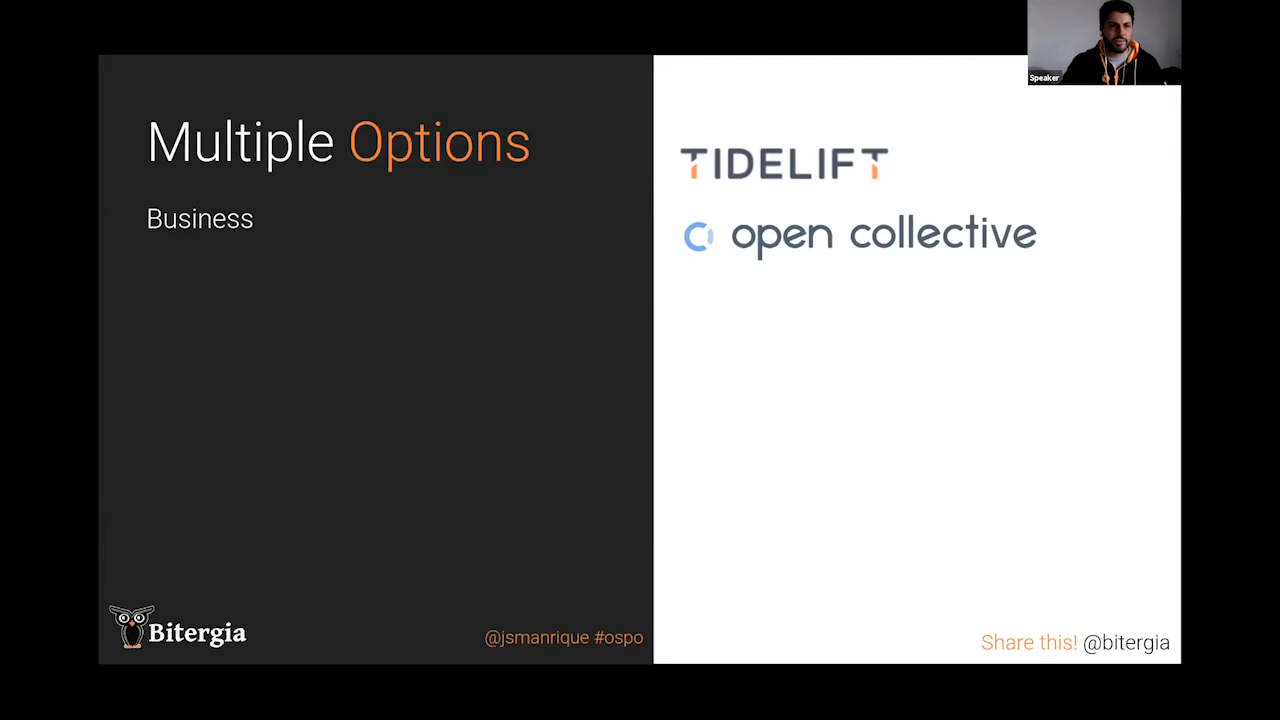 Multiple Options
Business
TIDELIFT
open collective
Speaker
Bitergia
@jsmanrique #ospo
Share this! @bitergia